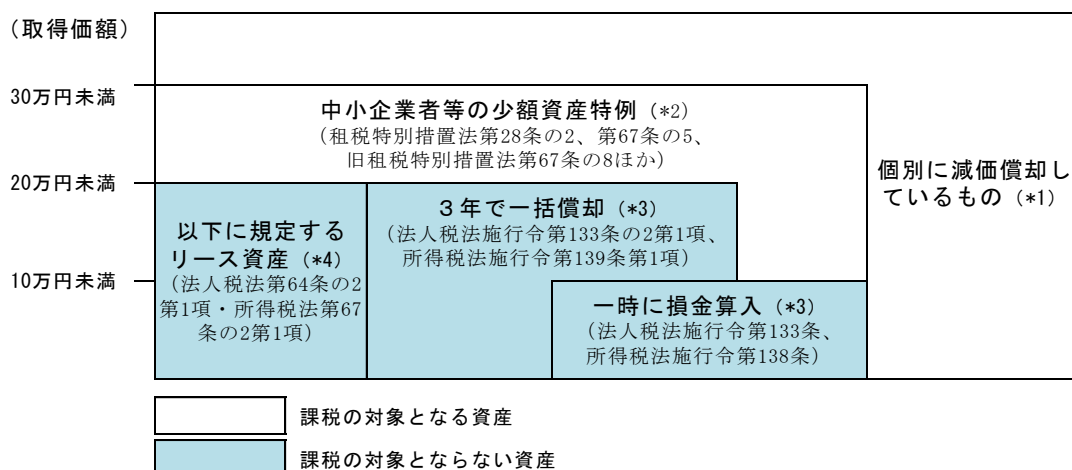 （取得価額）
30万円未満
中小企業者等の少額資産特例（*2）
（租税特別措置法第28条の2、第67条の5、
旧租税特別措置法第67条の8ほか）
個別に減価償却し
ているもの（*1）
20万円未満
３年で一括償却（*3）
（法人税法施行令第133条の2第1項、
所得税法施行令第139条第1項）
以下に規定する
リース資産（*4）
（法人税法第64条の2
第1項・所得税法第67
条の2第1項）
10万円未満
一時に損金算入（*3）
（法人税法施行令第133条、
所得税法施行令第138条）
課税の対象となる資産
課税の対象とならない資産